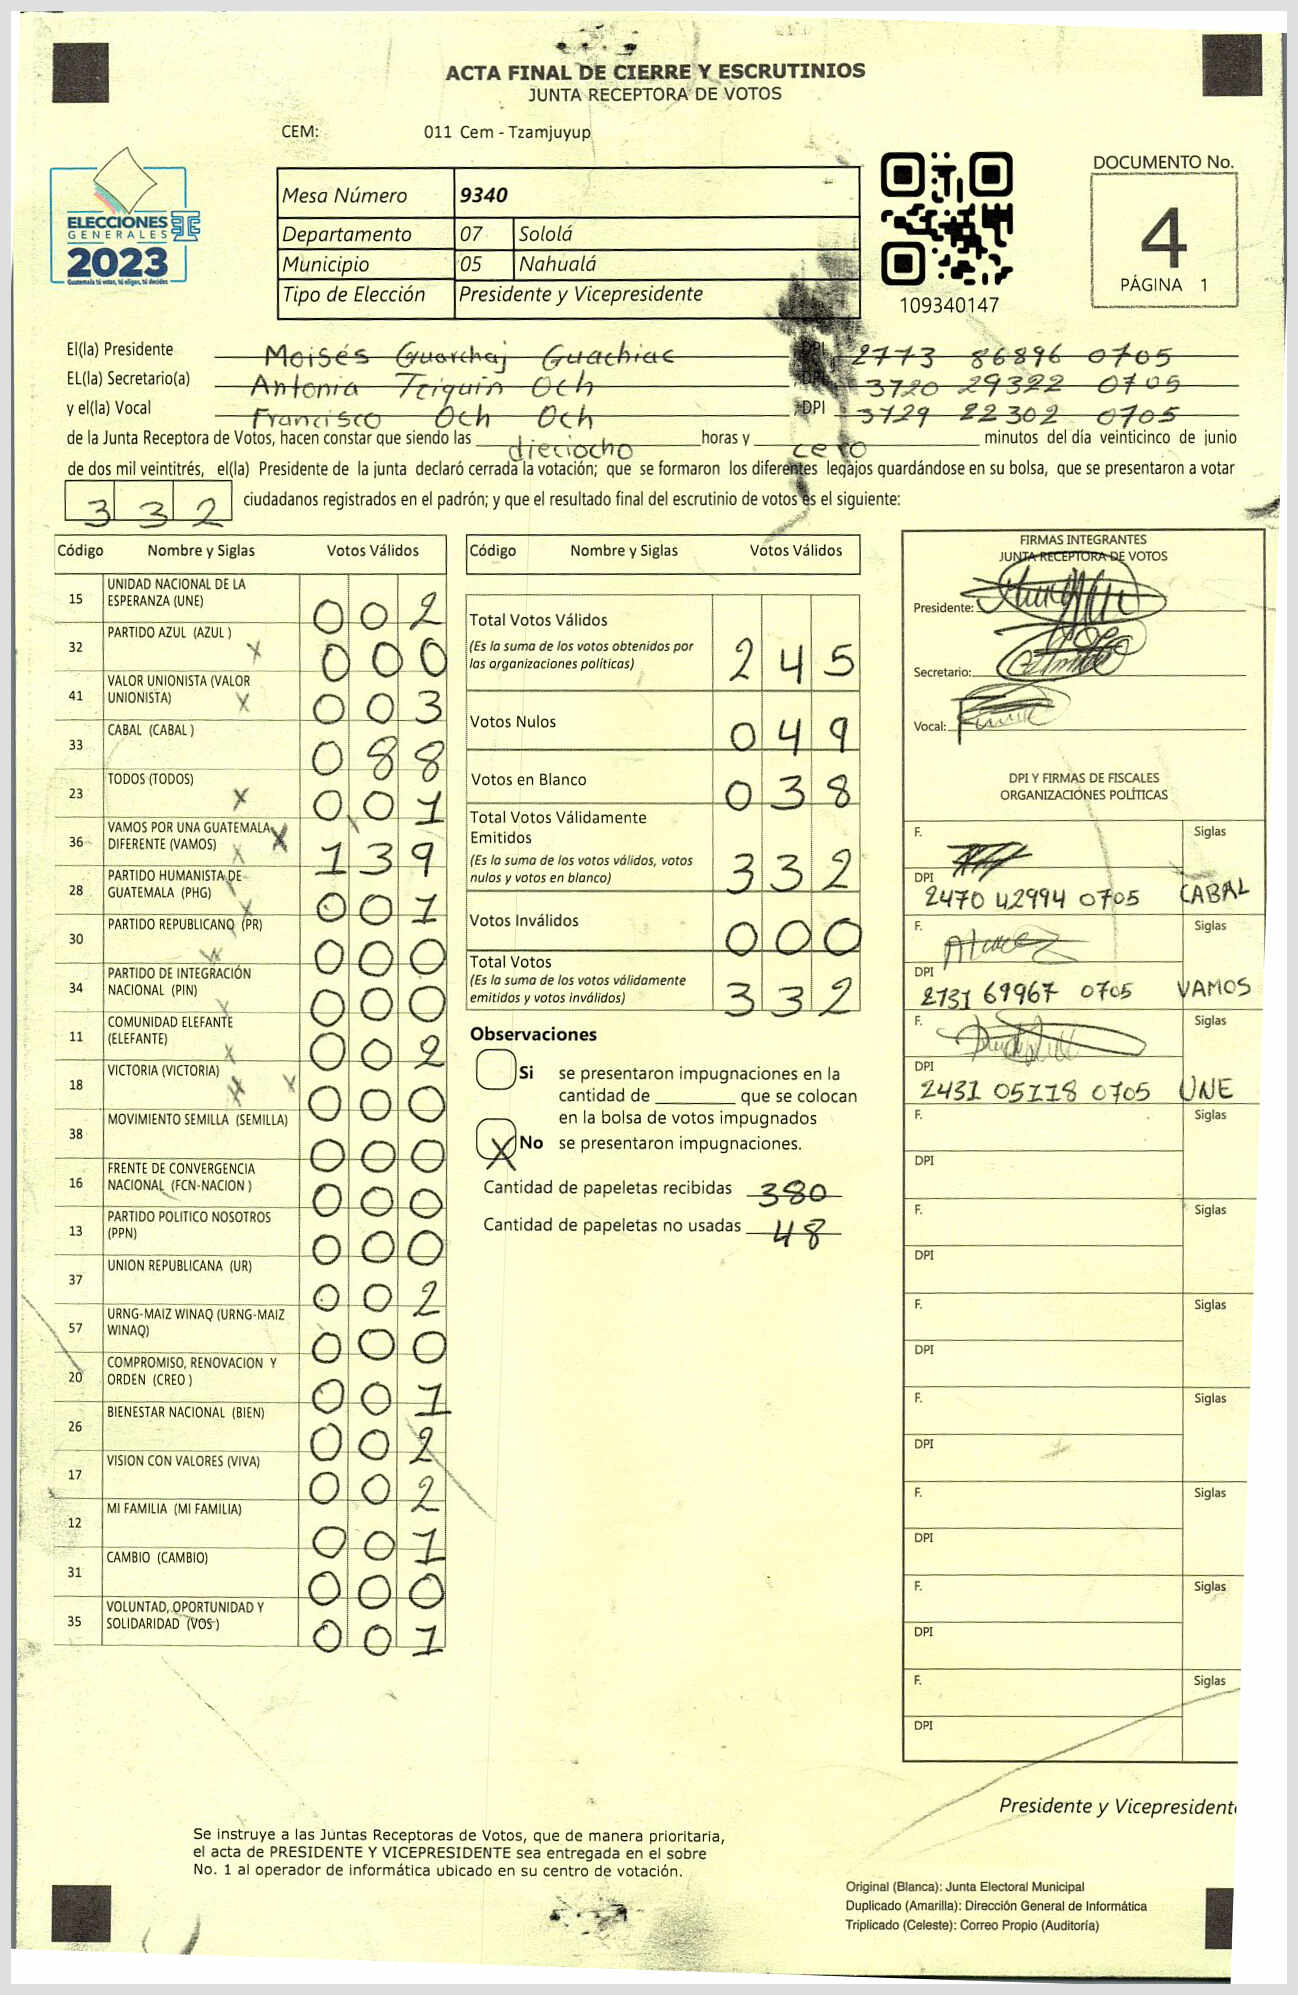 ACTA FINAL DE CIERRE Y ESCRUTINIOS
JUNTA RECEPTORA DE VOTOS
CEM: 011 Cem - Tzamjuyup
ELECCIONES
GENERALES
2023
Guatemala tú votas, tú eliges, tú decides
Mesa Número 9340
Departamento 07 Sololá
Municipio 05 Nahualá
Tipo de Elección Presidente y Vicepresidente
109340147
DOCUMENTO No.
4
PÁGINA 1
El(la) Presidente Moisés Guarchaj Guachiac DPI 2773 86896 0705
EL(la) Secretario(a) Antonia Tziquin Och DPI 3720 29322 0705
y el(la) Vocal Francisco Och Och , DPI 3729 22302 0705
de la Junta Receptora de Votos, hacen constar que siendo las dieciocho horas y cero minutos del día veinticinco de junio
de dos mil veintitrés, el(la) Presidente de la junta declaró cerrada la votación; que se formaron los diferentes legajos guardándose en su bolsa, que se presentaron a votar
332 ciudadanos registrados en el padrón; y que el resultado final del escrutinio de votos es el siguiente:
Código Nombre y Siglas Votos Válidos
15 UNIDAD NACIONAL DE LA
ESPERANZA (UNE) 002
32 PARTIDO AZUL (AZUL ) 000
41 VALOR UNIONISTA (VALOR
UNIONISTA) 003
33 CABAL (CABAL ) 088
23 TODOS (TODOS) 001
36 VAMOS POR UNA GUATEMALA
DIFERENTE (VAMOS) 139
28 PARTIDO HUMANISTA DE
GUATEMALA (PHG) 001
30 PARTIDO REPUBLICANO (PR) 000
34 PARTIDO DE INTEGRACIÓN
NACIONAL (PIN) 000
11 COMUNIDAD ELEFANTE
(ELEFANTE) 002
18 VICTORIA (VICTORIA) 000
38 MOVIMIENTO SEMILLA (SEMILLA) 000
16 FRENTE DE CONVERGENCIA
NACIONAL (FCN-NACION ) 000
13 PARTIDO POLITICO NOSOTROS
(PPN) 000
37 UNION REPUBLICANA (UR) 002
57 URNG-MAIZ WINAQ (URNG-MAIZ
WINAQ) 000
20 COMPROMISO, RENOVACION Y
ORDEN (CREO ) 001
26 BIENESTAR NACIONAL (BIEN) 002
17 VISION CON VALORES (VIVA) 002
12 MI FAMILIA (MI FAMILIA) 001
31 CAMBIO (CAMBIO) 000
35 VOLUNTAD, OPORTUNIDAD Y
SOLIDARIDAD (VOS ) 001
Código Nombre y Siglas Votos Válidos
Total Votos Válidos
(Es la suma de los votos obtenidos por
las organizaciones políticas) 245
Votos Nulos 049
Votos en Blanco 038
Total Votos Válidamente
Emitidos
(Es la suma de los votos válidos, votos
nulos y votos en blanco) 332
Votos Inválidos 000
Total Votos
(Es la suma de los votos válidamente
emitidos y votos inválidos) 332
Observaciones
Si se presentaron impugnaciones en la
cantidad de ________ que se colocan
en la bolsa de votos impugnados
X No se presentaron impugnaciones.
Cantidad de papeletas recibidas 380
Cantidad de papeletas no usadas 48
FIRMAS INTEGRANTES
JUNTA RECEPTORA DE VOTOS
Presidente:
Secretario:
Vocal:
DPI Y FIRMAS DE FISCALES
ORGANIZACIONES POLÍTICAS
F. Siglas
DPI
2470 42994 0705 CABAL
F. Siglas
DPI
2731 69967 0705 VAMOS
F. Siglas
DPI
2431 05118 0705 UNE
F. Siglas
DPI
F. Siglas
DPI
F. Siglas
DPI
F. Siglas
DPI
F. Siglas
DPI
F. Siglas
DPI
F. Siglas
DPI
Presidente y Vicepresidente
Se instruye a las Juntas Receptoras de Votos, que de manera prioritaria,
el acta de PRESIDENTE Y VICEPRESIDENTE sea entregada en el sobre
No. 1 al operador de informática ubicado en su centro de votación.
Original (Blanca): Junta Electoral Municipal
Duplicado (Amarilla): Dirección General de Informática
Triplicado (Celeste): Correo Propio (Auditoría)